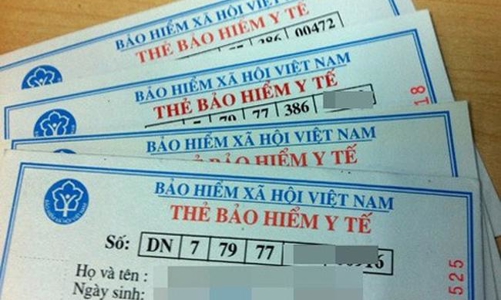 BẢO HIỂM XÃ HỘI VIỆT NAM
THẺ BẢO HIỂM Y TẾ
386 00472
BẢO HIỂM XÃ HỘI VIỆT NAM
THẺ BẢO HIỂM Y TẾ
7 79 77 386
18
BẢO HIỂM XÃ HỘI VIỆT NAM
THẺ BẢO HIỂM Y TẾ
BẢO HIỂM XÃ HỘI VIỆT NAM
THẺ BẢO HIỂM Y TẾ
Số: DN 7 79 77
Họ và tên :
Ngày sinh:
525